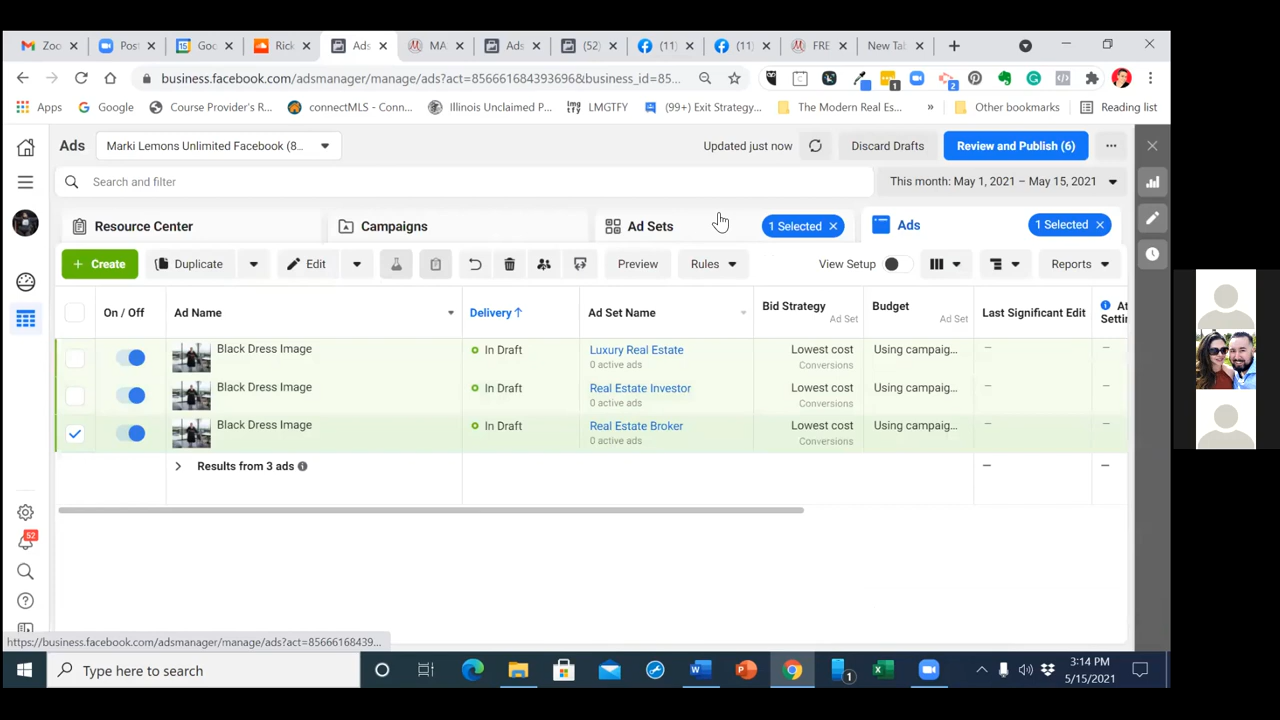 Zoo
Post
Goo
Rick
Ads
MA
Ads
(52)
(11)
(11)
FRE
New Tab
business.facebook.com/adsmanager/manage/ads?act=856661684393696&business_id=85...
Apps
Google
Course Provider's R...
connectMLS - Conn...
Illinois Unclaimed P...
lmg tfy LMGTFY
(99+) Exit Strategy...
The Modern Real Es...
»
Other bookmarks
Reading list
Ads
Marki Lemons Unlimited Facebook (8...
Updated just now
Discard Drafts
Review and Publish (6)
Search and filter
This month: May 1, 2021 – May 15, 2021
Resource Center
Campaigns
Ad Sets
1 Selected
Ads
1 Selected
+ Create
Duplicate
Edit
Preview
Rules
View Setup
Reports
On / Off
Ad Name
Delivery↑
Ad Set Name
Bid Strategy
Ad Set
Budget
Ad Set
Last Significant Edit
At
Settin
Black Dress Image
In Draft
Luxury Real Estate
0 active ads
Lowest cost
Conversions
Using campaig...
Black Dress Image
In Draft
Real Estate Investor
0 active ads
Lowest cost
Conversions
Using campaig...
Black Dress Image
In Draft
Real Estate Broker
0 active ads
Lowest cost
Conversions
Using campaig...
Results from 3 ads
52
https://business.facebook.com/adsmanager/manage/ads?act=85666168439...
Type here to search
3:14 PM
5/15/2021